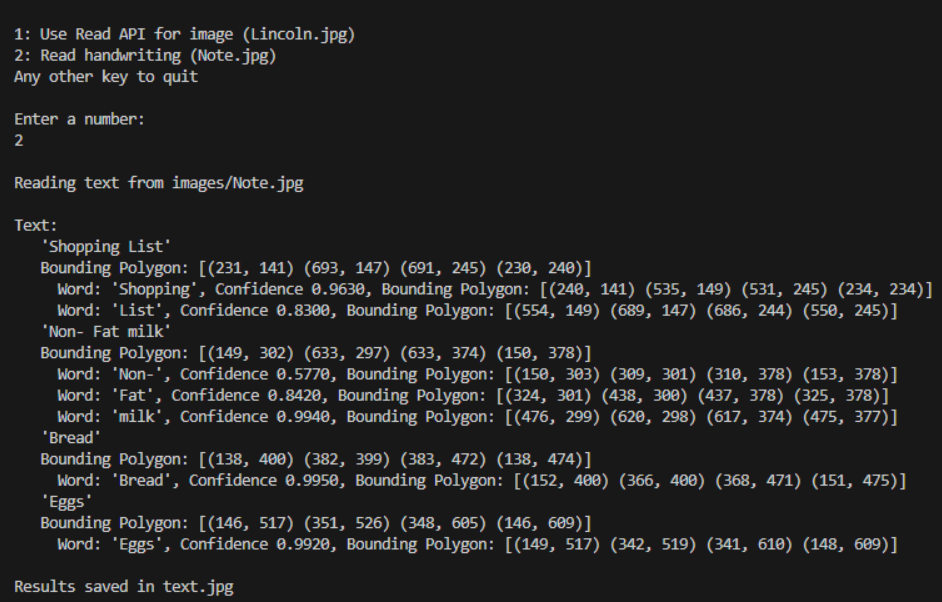 1: Use Read API for image (Lincoln.jpg)
2: Read handwriting (Note.jpg)
Any other key to quit
Enter a number:
2
Reading text from images/Note.jpg
Text:
'Shopping List'
Bounding Polygon: [(231, 141) (693, 147) (691, 245) (230, 240)]
Word: 'Shopping', Confidence 0.9630, Bounding Polygon: [(240, 141) (535, 149) (531, 245) (234, 234)]
Word: 'List', Confidence 0.8300, Bounding Polygon: [(554, 149) (689, 147) (686, 244) (550, 245)]
'Non- Fat milk'
Bounding Polygon: [(149, 302) (633, 297) (633, 374) (150, 378)]
Word: 'Non-', Confidence 0.5770, Bounding Polygon: [(150, 303) (309, 301) (310, 378) (153, 378)]
Word: 'Fat', Confidence 0.8420, Bounding Polygon: [(324, 301) (438, 300) (437, 378) (325, 378)]
Word: 'milk', Confidence 0.9940, Bounding Polygon: [(476, 299) (620, 298) (617, 374) (475, 377)]
'Bread'
Bounding Polygon: [(138, 400) (382, 399) (383, 472) (138, 474)]
Word: 'Bread', Confidence 0.9950, Bounding Polygon: [(152, 400) (366, 400) (368, 471) (151, 475)]
'Eggs'
Bounding Polygon: [(146, 517) (351, 526) (348, 605) (146, 609)]
Word: 'Eggs', Confidence 0.9920, Bounding Polygon: [(149, 517) (342, 519) (341, 610) (148, 609)]
Results saved in text.jpg